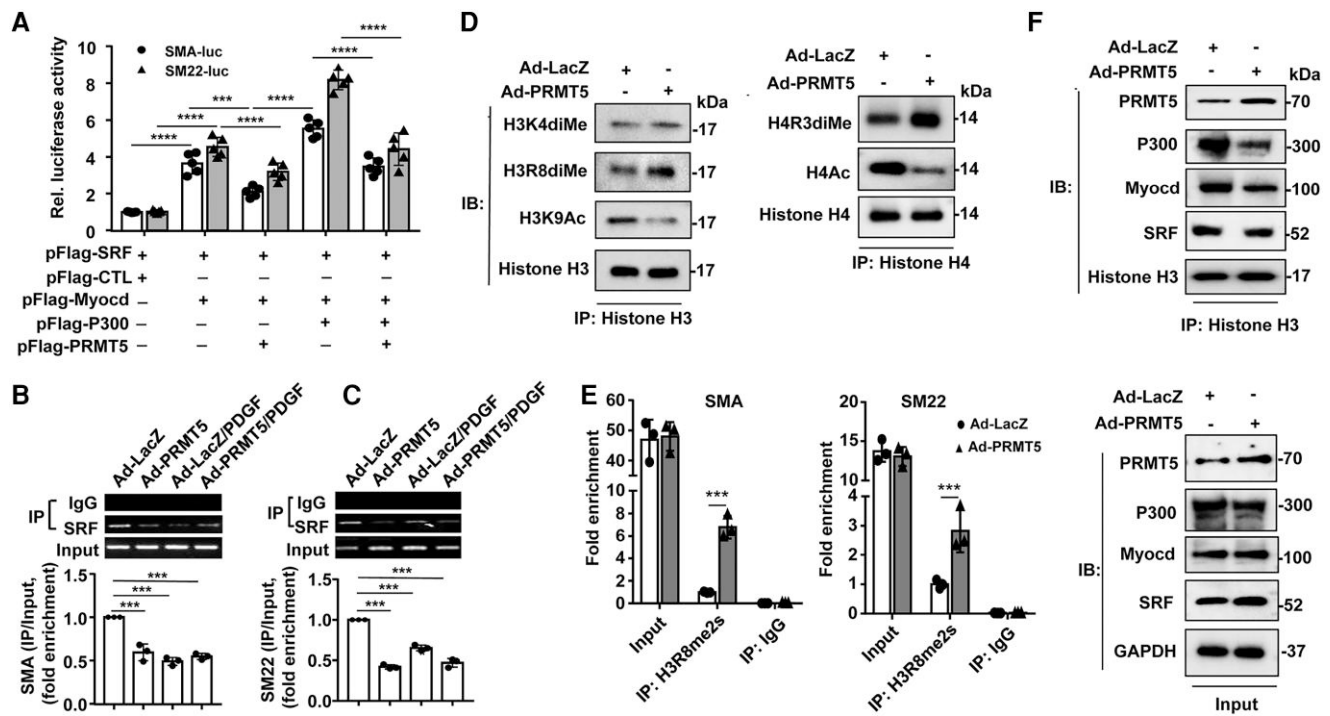 A
Rel. luciferase activity
10
8
6
4
2
0
SMA-luc
SM22-luc
****
****
****
****
***
****
****
****
pFlag-SRF + + + + +
pFlag-CTL + – – – –
pFlag-Myocd – + + + +
pFlag-P300 – – – + +
pFlag-PRMT5 – – + – +
B
Ad-LacZ
Ad-PRMT5
Ad-LacZ/PDGF
Ad-PRMT5/PDGF
IP
IgG
SRF
Input
SMA (IP/Input,
fold enrichment)
1.5
1.0
0.5
0.0
***
***
***
C
Ad-LacZ
Ad-PRMT5
Ad-LacZ/PDGF
Ad-PRMT5/PDGF
IP
IgG
SRF
Input
SM22 (IP/Input,
fold enrichment)
1.5
1.0
0.5
0.0
***
***
***
D
Ad-LacZ + -
Ad-PRMT5 - +
kDa
IB:
H3K4diMe -17
H3R8diMe -17
H3K9Ac -17
Histone H3 -17
IP: Histone H3
Ad-LacZ + -
Ad-PRMT5 - +
kDa
H4R3diMe -14
H4Ac -14
Histone H4 -14
IP: Histone H4
E
SMA
Fold enrichment
60
50
40
8
6
4
2
0
***
Input
IP: H3R8me2s
IP: IgG
SM22
Fold enrichment
20
15
10
4
3
2
1
0
***
Ad-LacZ
Ad-PRMT5
Input
IP: H3R8me2s
IP: IgG
F
Ad-LacZ + -
Ad-PRMT5 - +
kDa
IB:
PRMT5 -70
P300 -300
Myocd -100
SRF -52
Histone H3 -17
IP: Histone H3
Ad-LacZ + -
Ad-PRMT5 - +
IB:
PRMT5 -70
P300 -300
Myocd -100
SRF -52
GAPDH -37
Input